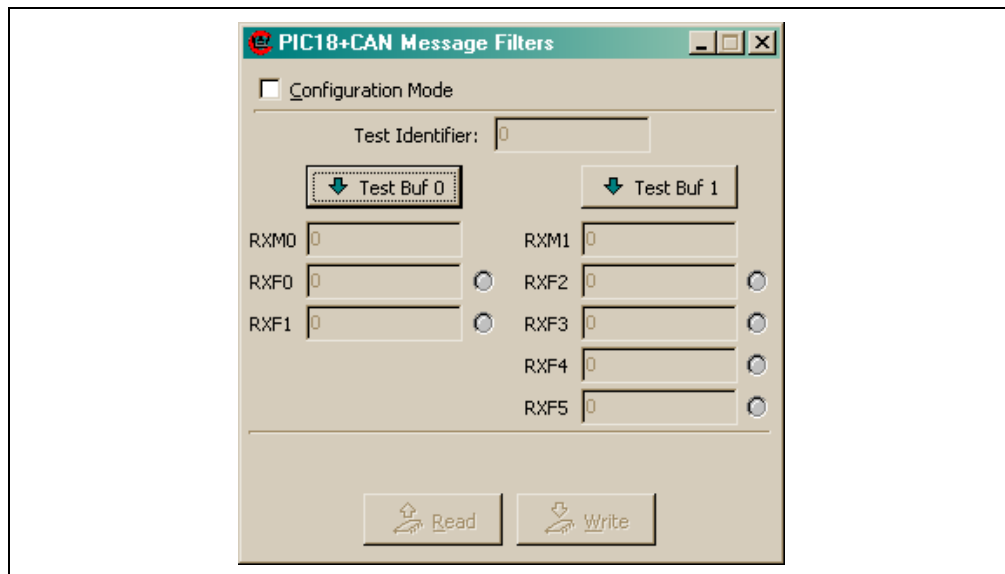 PIC18+CAN Message Filters
Configuration Mode
Test Identifier: 0
Test Buf 0 Test Buf 1
RXM0 0 RXM1 0
RXF0 0 RXF2 0
RXF1 0 RXF3 0
RXF4 0
RXF5 0
Read Write